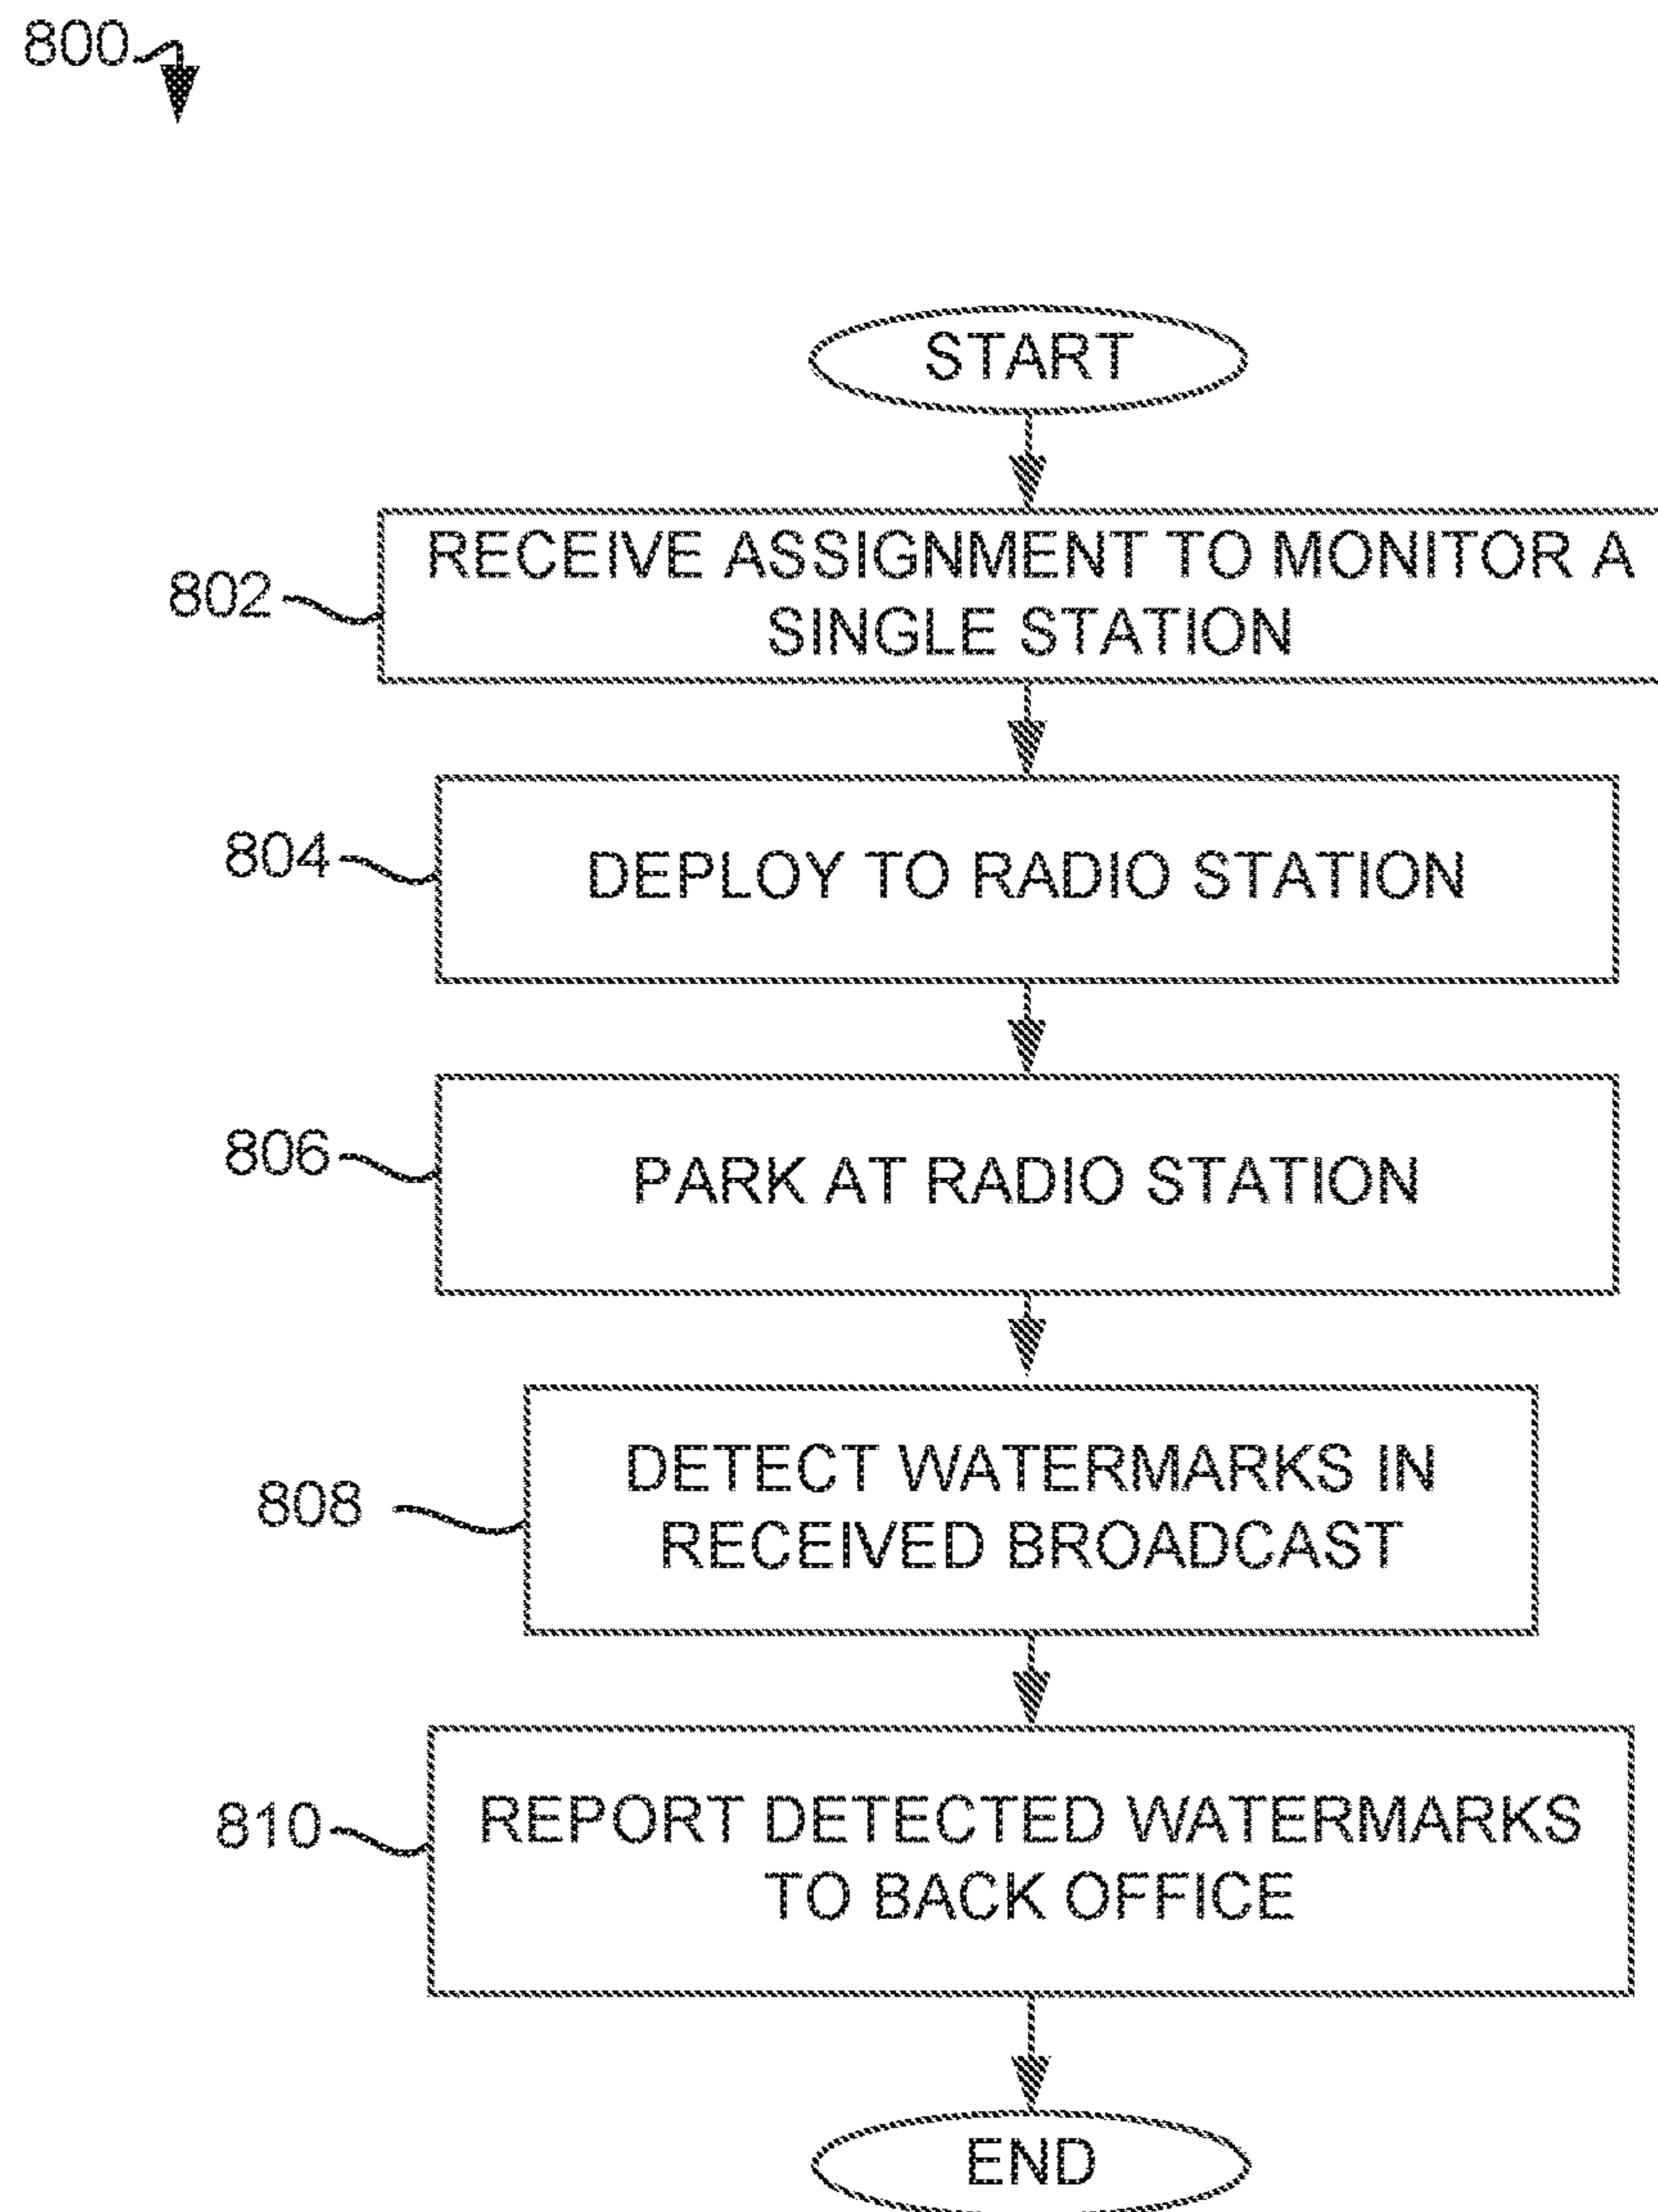 800
START
802
RECEIVE ASSIGNMENT TO MONITOR A
SINGLE STATION
804
DEPLOY TO RADIO STATION
806
PARK AT RADIO STATION
808
DETECT WATERMARKS IN
RECEIVED BROADCAST
810
REPORT DETECTED WATERMARKS
TO BACK OFFICE
END